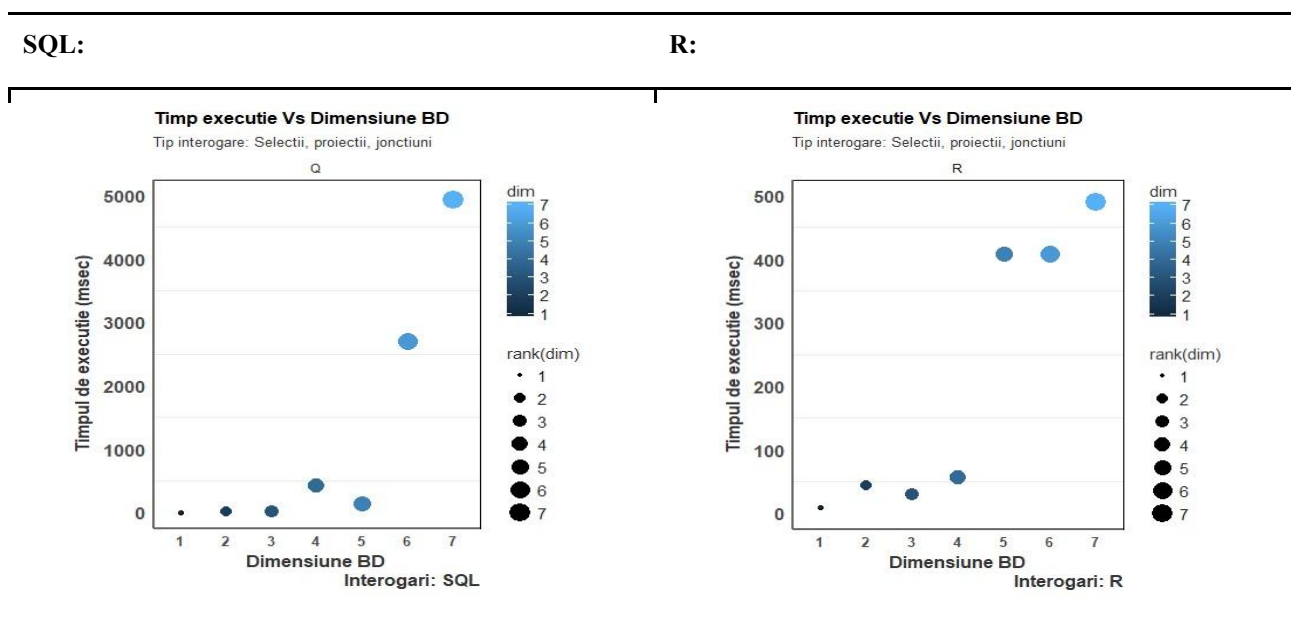 SQL:
R:
Timp executie Vs Dimensiune BD
Tip interogare: Selectii, proiectii, jonctiuni
Q
5000
4000
3000
2000
1000
0
Timpul de executie (msec)
1 2 3 4 5 6 7
Dimensiune BD
Interogari: SQL
dim
7
6
5
4
3
2
1
rank(dim)
1
2
3
4
5
6
7
Timp executie Vs Dimensiune BD
Tip interogare: Selectii, proiectii, jonctiuni
R
500
400
300
200
100
0
Timpul de executie (msec)
1 2 3 4 5 6 7
Dimensiune BD
Interogari: R
dim
7
6
5
4
3
2
1
rank(dim)
1
2
3
4
5
6
7